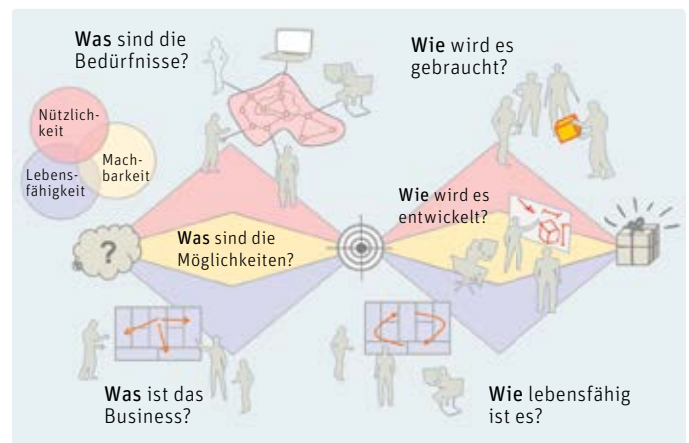 Was sind die
Bedürfnisse?
Wie wird es
gebraucht?
Nützlich-
keit
Mach-
barkeit
Lebens-
fähigkeit
Wie wird es
entwickelt?
?
Was sind die
Möglichkeiten?
Was ist das
Business?
Wie lebensfähig
ist es?